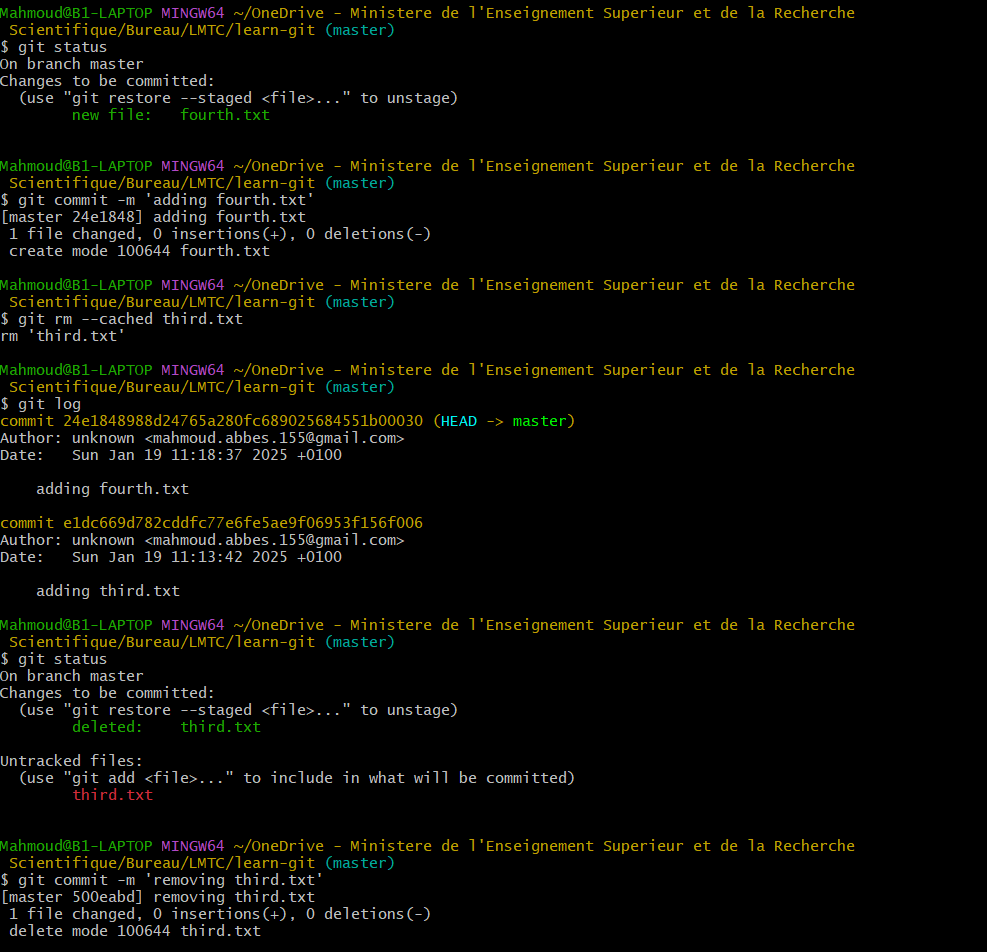 Mahmoud@B1-LAPTOP MINGW64 ~/OneDrive - Ministere de l'Enseignement Superieur et de la Recherche
 Scientifique/Bureau/LMTC/learn-git (master)
$ git status
On branch master
Changes to be committed:
  (use "git restore --staged <file>..." to unstage)
        new file:   fourth.txt

Mahmoud@B1-LAPTOP MINGW64 ~/OneDrive - Ministere de l'Enseignement Superieur et de la Recherche
 Scientifique/Bureau/LMTC/learn-git (master)
$ git commit -m 'adding fourth.txt'
[master 24e1848] adding fourth.txt
 1 file changed, 0 insertions(+), 0 deletions(-)
 create mode 100644 fourth.txt

Mahmoud@B1-LAPTOP MINGW64 ~/OneDrive - Ministere de l'Enseignement Superieur et de la Recherche
 Scientifique/Bureau/LMTC/learn-git (master)
$ git rm --cached third.txt
rm 'third.txt'

Mahmoud@B1-LAPTOP MINGW64 ~/OneDrive - Ministere de l'Enseignement Superieur et de la Recherche
 Scientifique/Bureau/LMTC/learn-git (master)
$ git log
commit 24e1848988d24765a280fc689025684551b00030 (HEAD -> master)
Author: unknown <mahmoud.abbes.155@gmail.com>
Date:   Sun Jan 19 11:18:37 2025 +0100

    adding fourth.txt

commit e1dc669d782cddfc77e6fe5ae9f06953f156f006
Author: unknown <mahmoud.abbes.155@gmail.com>
Date:   Sun Jan 19 11:13:42 2025 +0100

    adding third.txt

Mahmoud@B1-LAPTOP MINGW64 ~/OneDrive - Ministere de l'Enseignement Superieur et de la Recherche
 Scientifique/Bureau/LMTC/learn-git (master)
$ git status
On branch master
Changes to be committed:
  (use "git restore --staged <file>..." to unstage)
        deleted:    third.txt

Untracked files:
  (use "git add <file>..." to include in what will be committed)
        third.txt

Mahmoud@B1-LAPTOP MINGW64 ~/OneDrive - Ministere de l'Enseignement Superieur et de la Recherche
 Scientifique/Bureau/LMTC/learn-git (master)
$ git commit -m 'removing third.txt'
[master 500eabd] removing third.txt
 1 file changed, 0 insertions(+), 0 deletions(-)
 delete mode 100644 third.txt